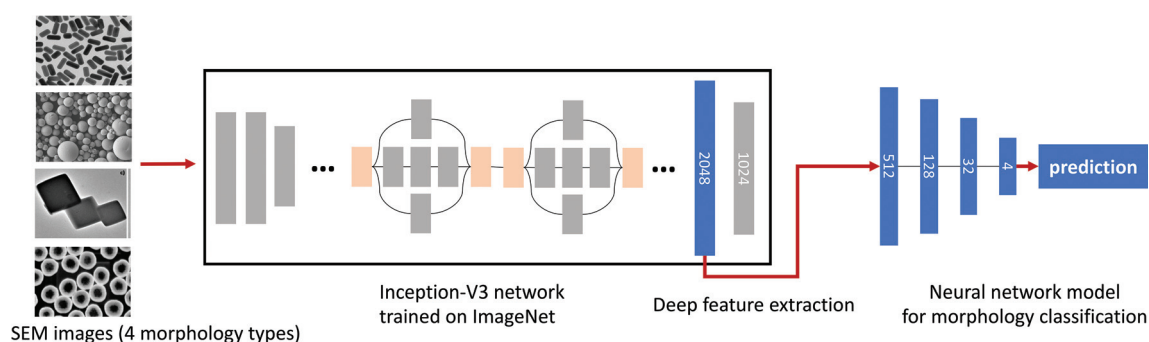 2048
1024
512
128
32
4
prediction
Inception-V3 network
trained on ImageNet
Deep feature extraction
Neural network model
for morphology classification
SEM images (4 morphology types)